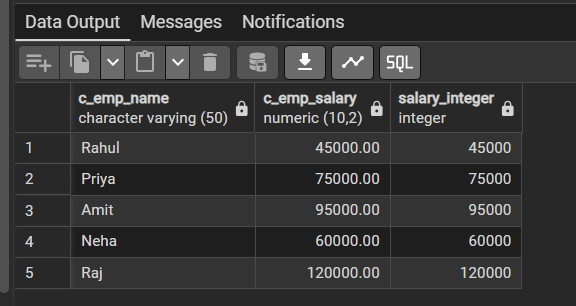 Data Output Messages Notifications
SQL
c_emp_name c_emp_salary salary_integer
character varying (50) numeric (10,2) integer
1 Rahul 45000.00 45000
2 Priya 75000.00 75000
3 Amit 95000.00 95000
4 Neha 60000.00 60000
5 Raj 120000.00 120000